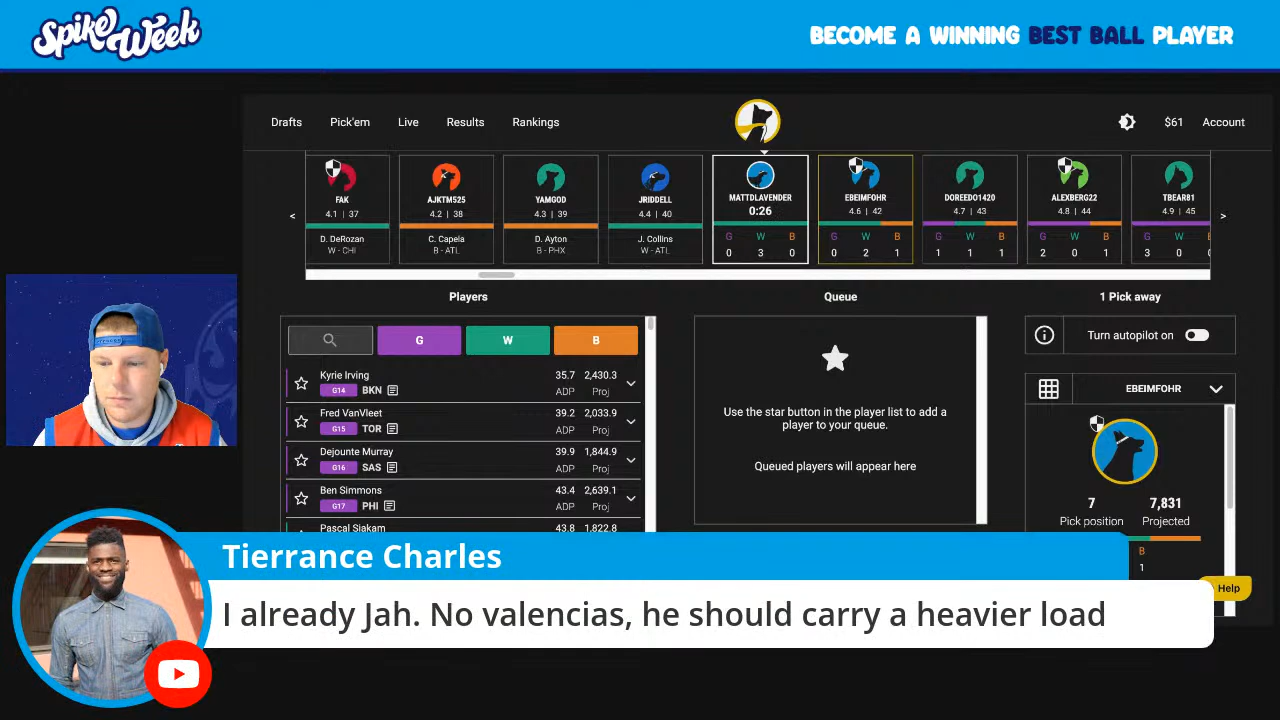 Spike Week
BECOME A WINNING BEST BALL PLAYER
Drafts Pick'em Live Results Rankings
$61 Account
FAK
4.1 | 37
D. DeRozan
W - CHI
AJKTM525
4.2 | 38
C. Capela
B - ATL
YAMGOD
4.3 | 39
D. Ayton
B - PHX
JRIDDELL
4.4 | 40
J. Collins
W - ATL
MATTDLAVENDER
0:26
G W B
0 3 0
EBEIMFOHR
4.6 | 42
G W B
0 2 1
DOREEDO1420
4.7 | 43
G W B
1 1 1
ALEXBERG22
4.8 | 44
G W B
2 0 1
TBEAR81
4.9 | 45
G W
3 0
< >
Players
G W B
Kyrie Irving 35.7 2,430.3
G14 BKN ADP Proj
Fred VanVleet 39.2 2,033.9
G15 TOR ADP Proj
Dejounte Murray 39.9 1,844.9
G16 SAS ADP Proj
Ben Simmons 43.4 2,639.1
G17 PHI ADP Proj
Pascal Siakam 43.8 1,822.8
Queue
Use the star button in the player list to add a
player to your queue.
Queued players will appear here
1 Pick away
Turn autopilot on
EBEIMFOHR
7 7,831
Pick position Projected
B
1
Help
Tierrance Charles
I already Jah. No valencias, he should carry a heavier load